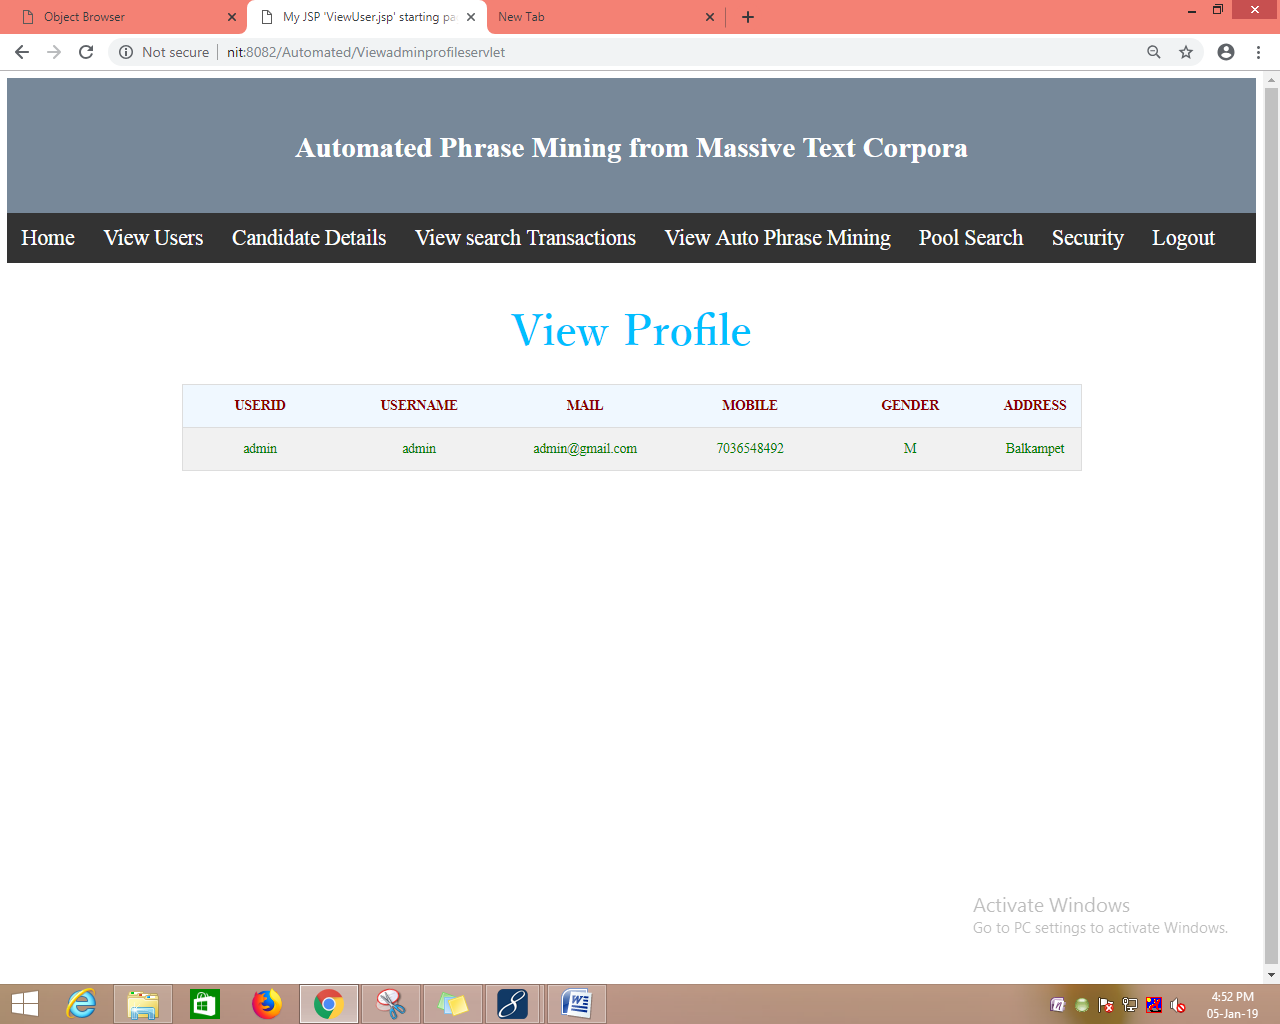 Object Browser
My JSP 'ViewUser.jsp' starting pa
New Tab
Not secure
nit:8082/Automated/Viewadminprofileservlet
Automated Phrase Mining from Massive Text Corpora
Home View Users Candidate Details View search Transactions View Auto Phrase Mining Pool Search Security Logout
View Profile
USERID USERNAME MAIL MOBILE GENDER ADDRESS
admin admin admin@gmail.com 7036548492 M Balkampet
Activate Windows
Go to PC settings to activate Windows.
4:52 PM
05-Jan-19